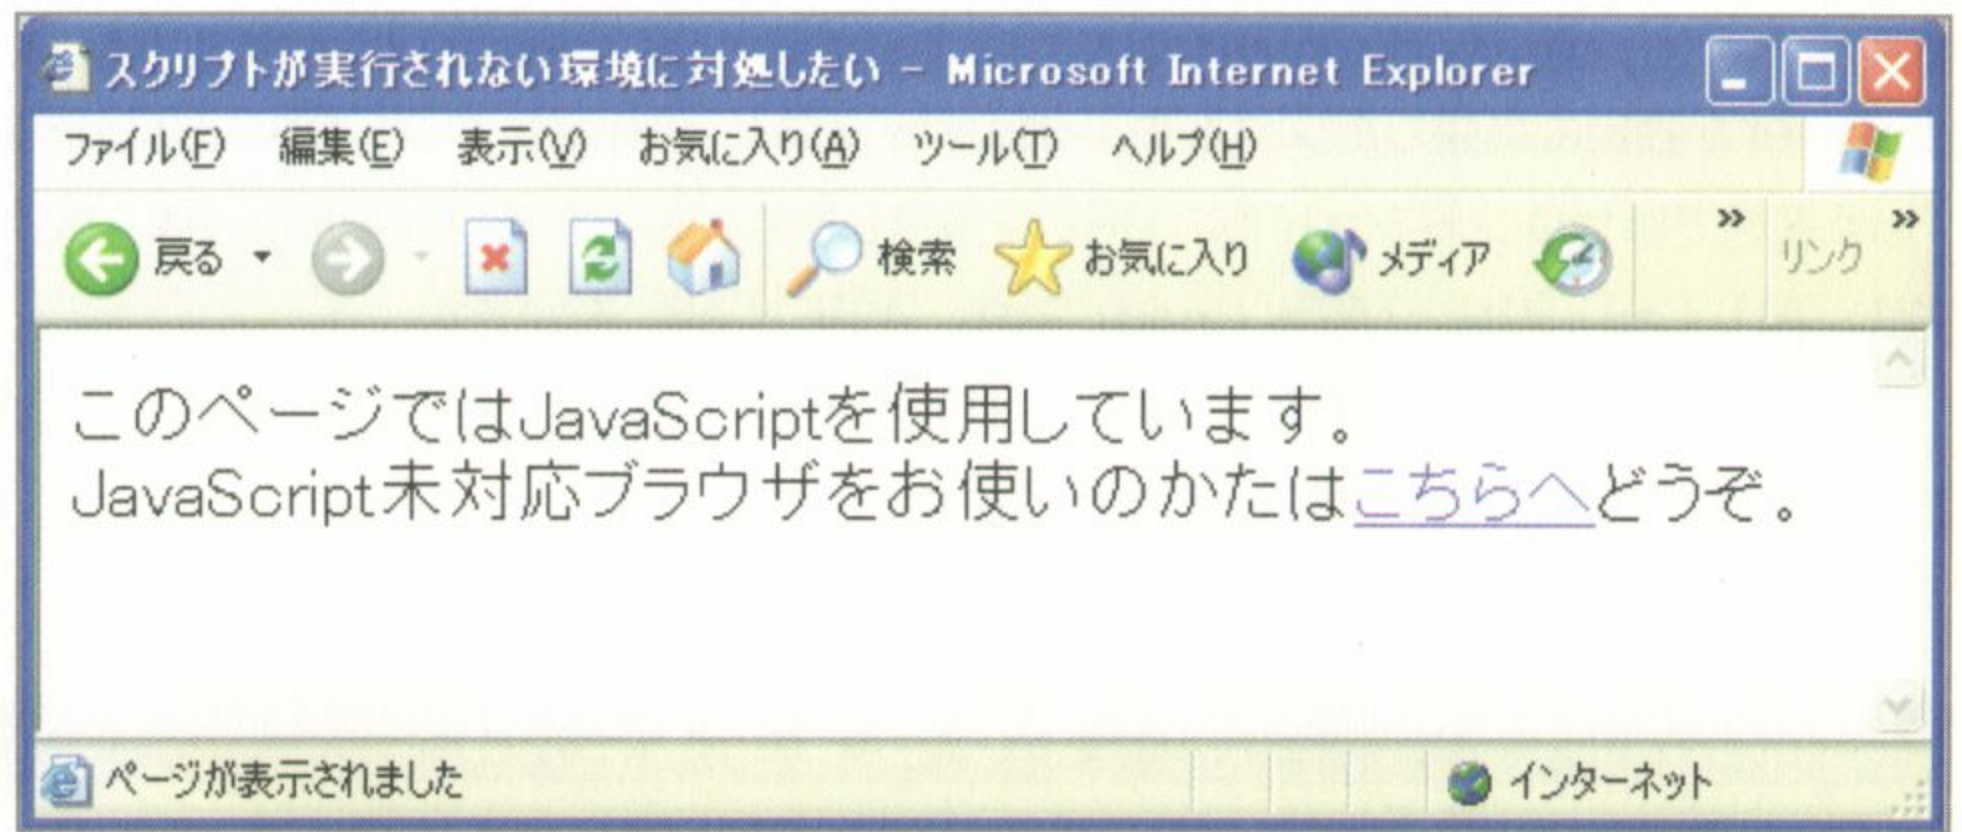 スクリプトが実行されない環境に対処したい - Microsoft Internet Explorer
ファイル(F) 編集(E) 表示(V) お気に入り(A) ツール(T) ヘルプ(H)
戻る 検索 お気に入り メディア » リンク »
このページではJavaScriptを使用しています。
JavaScript未対応ブラウザをお使いのかたはこちらへどうぞ。
ページが表示されました インターネット